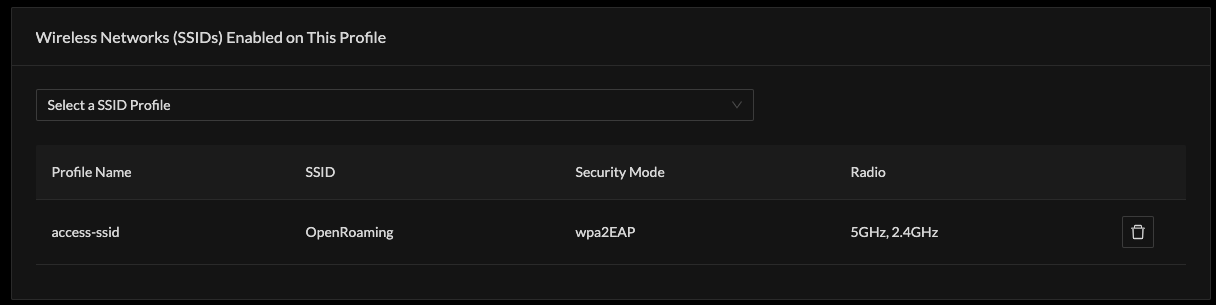 Wireless Networks (SSIDs) Enabled on This Profile
Select a SSID Profile
Profile Name SSID Security Mode Radio
access-ssid OpenRoaming wpa2EAP 5GHz, 2.4GHz